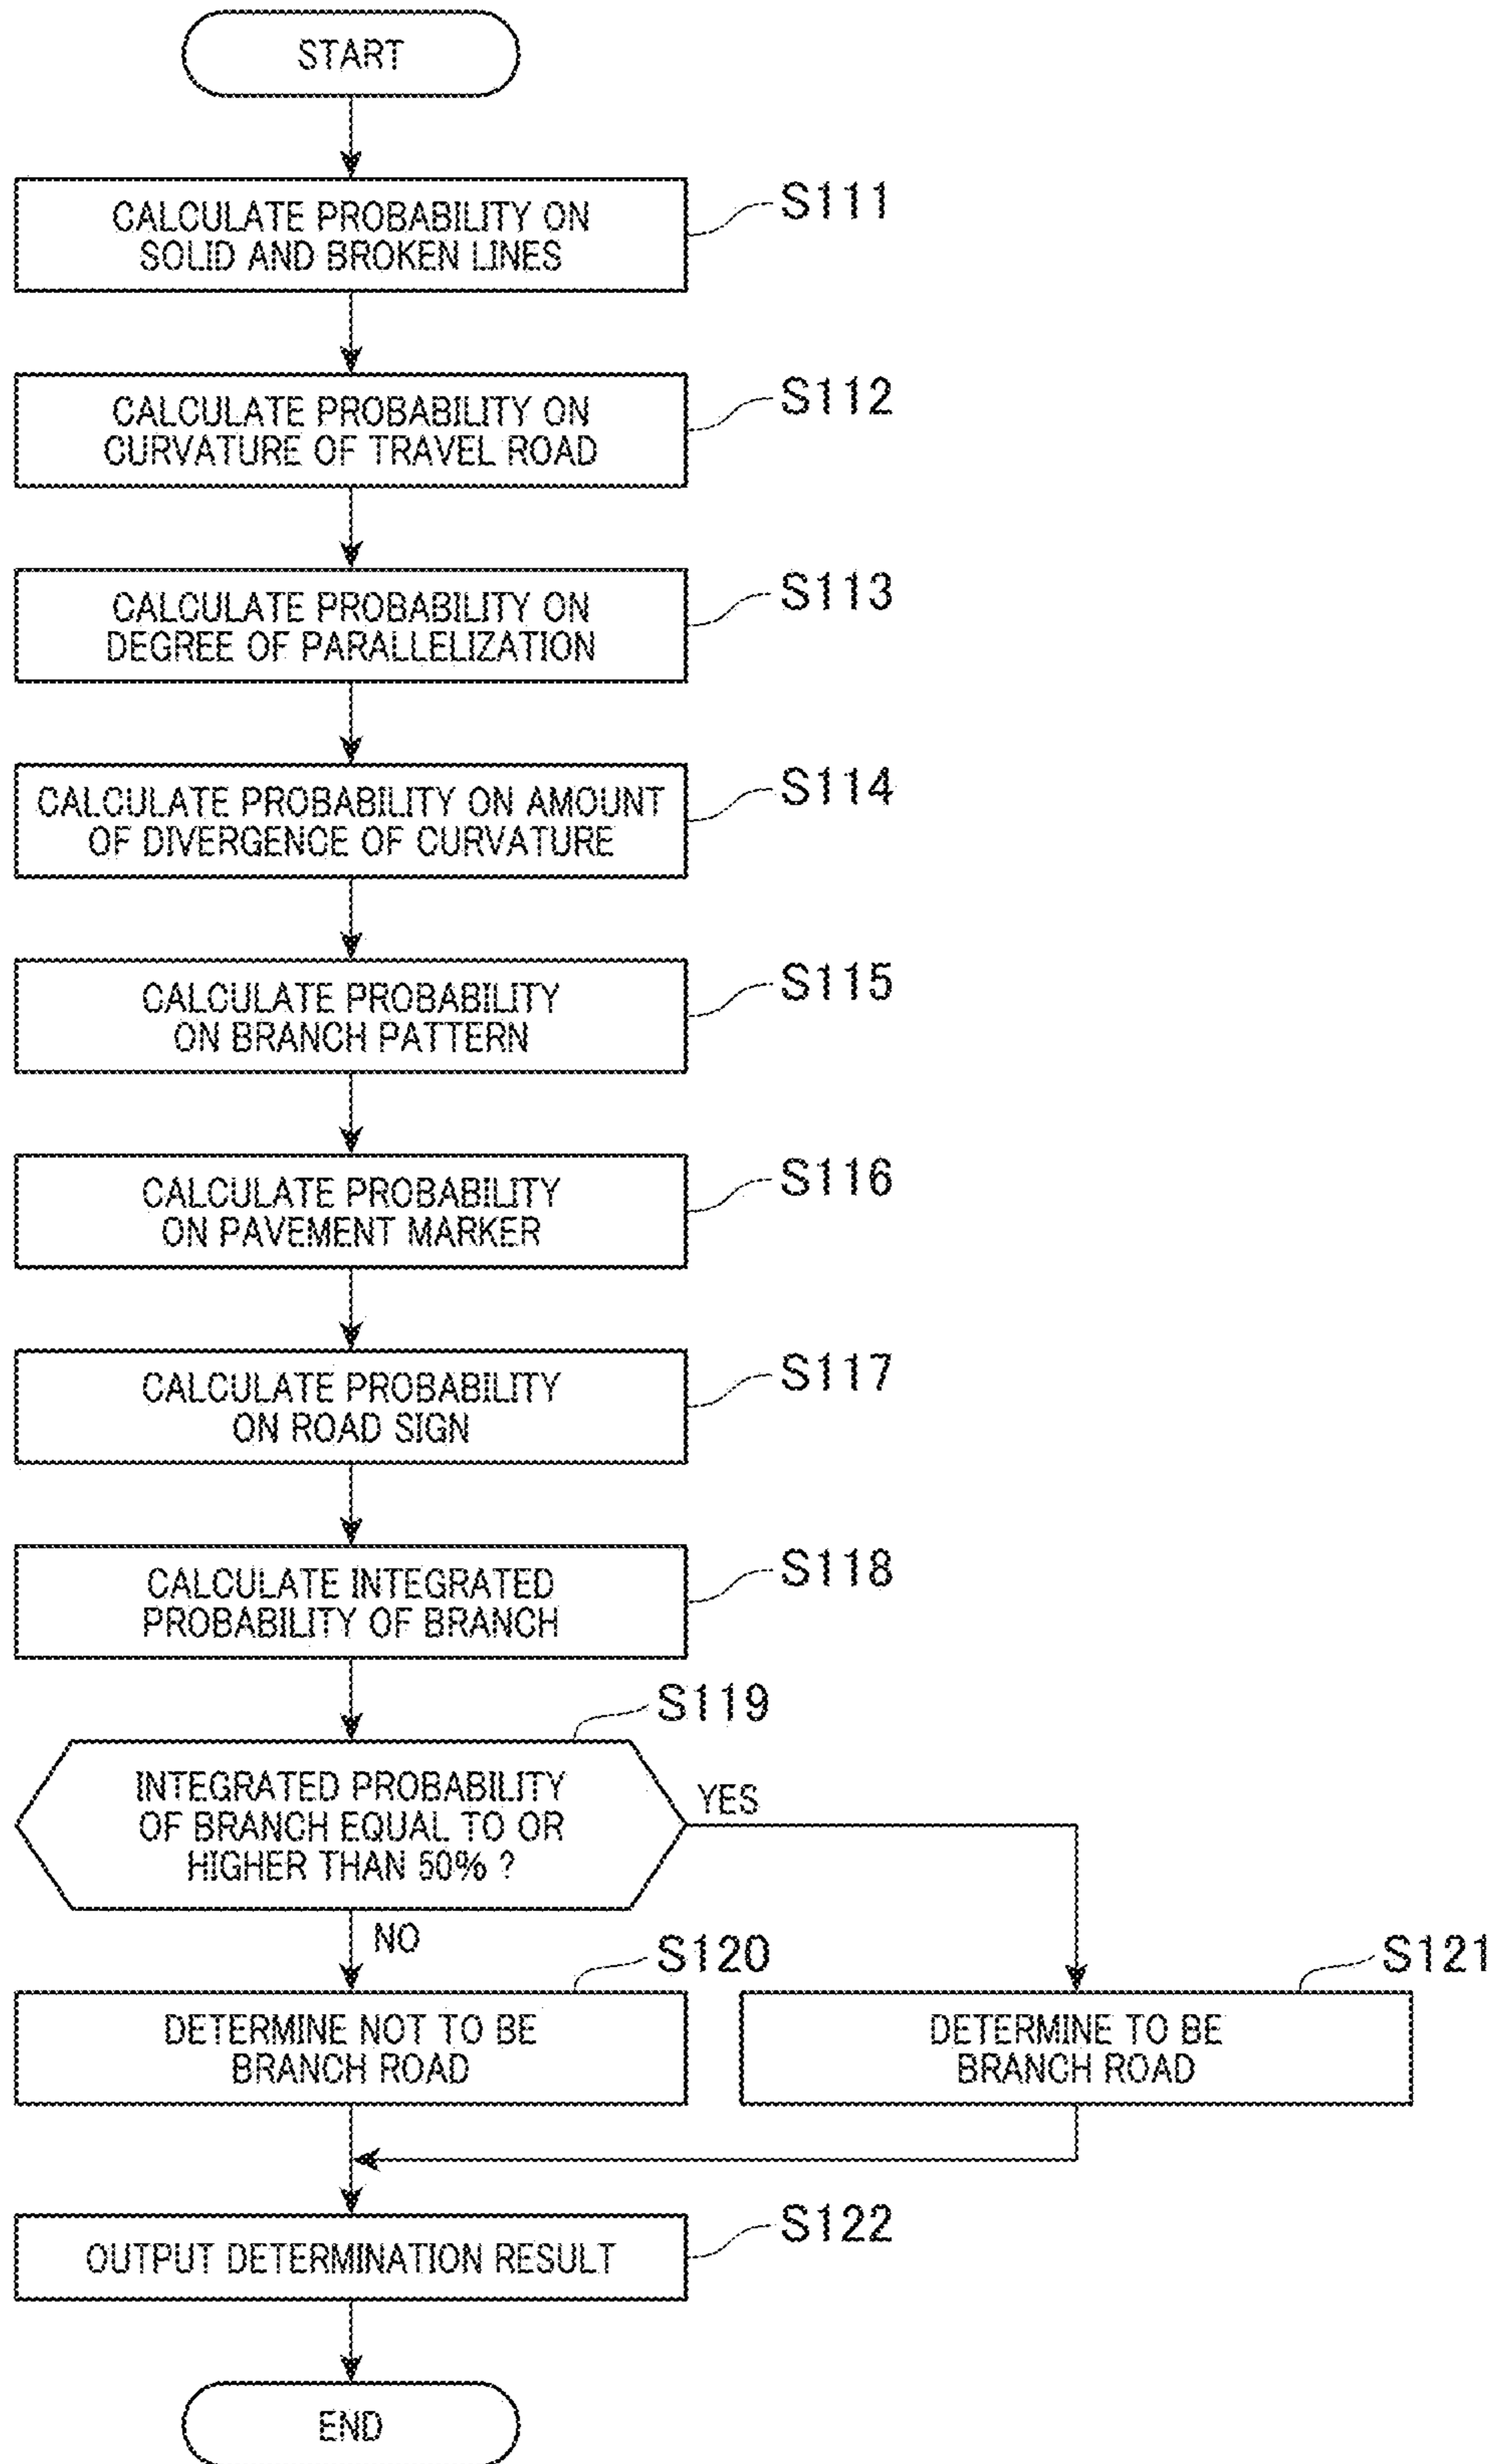 START
CALCULATE PROBABILITY ON
SOLID AND BROKEN LINES
S111
CALCULATE PROBABILITY ON
CURVATURE OF TRAVEL ROAD
S112
CALCULATE PROBABILITY ON
DEGREE OF PARALLELIZATION
S113
CALCULATE PROBABILITY ON AMOUNT
OF DIVERGENCE OF CURVATURE
S114
CALCULATE PROBABILITY
ON BRANCH PATTERN
S115
CALCULATE PROBABILITY
ON PAVEMENT MARKER
S116
CALCULATE PROBABILITY
ON ROAD SIGN
S117
CALCULATE INTEGRATED
PROBABILITY OF BRANCH
S118
S119
INTEGRATED PROBABILITY
OF BRANCH EQUAL TO OR
HIGHER THAN 50% ?
YES
NO
S120
DETERMINE NOT TO BE
BRANCH ROAD
S121
DETERMINE TO BE
BRANCH ROAD
S122
OUTPUT DETERMINATION RESULT
END